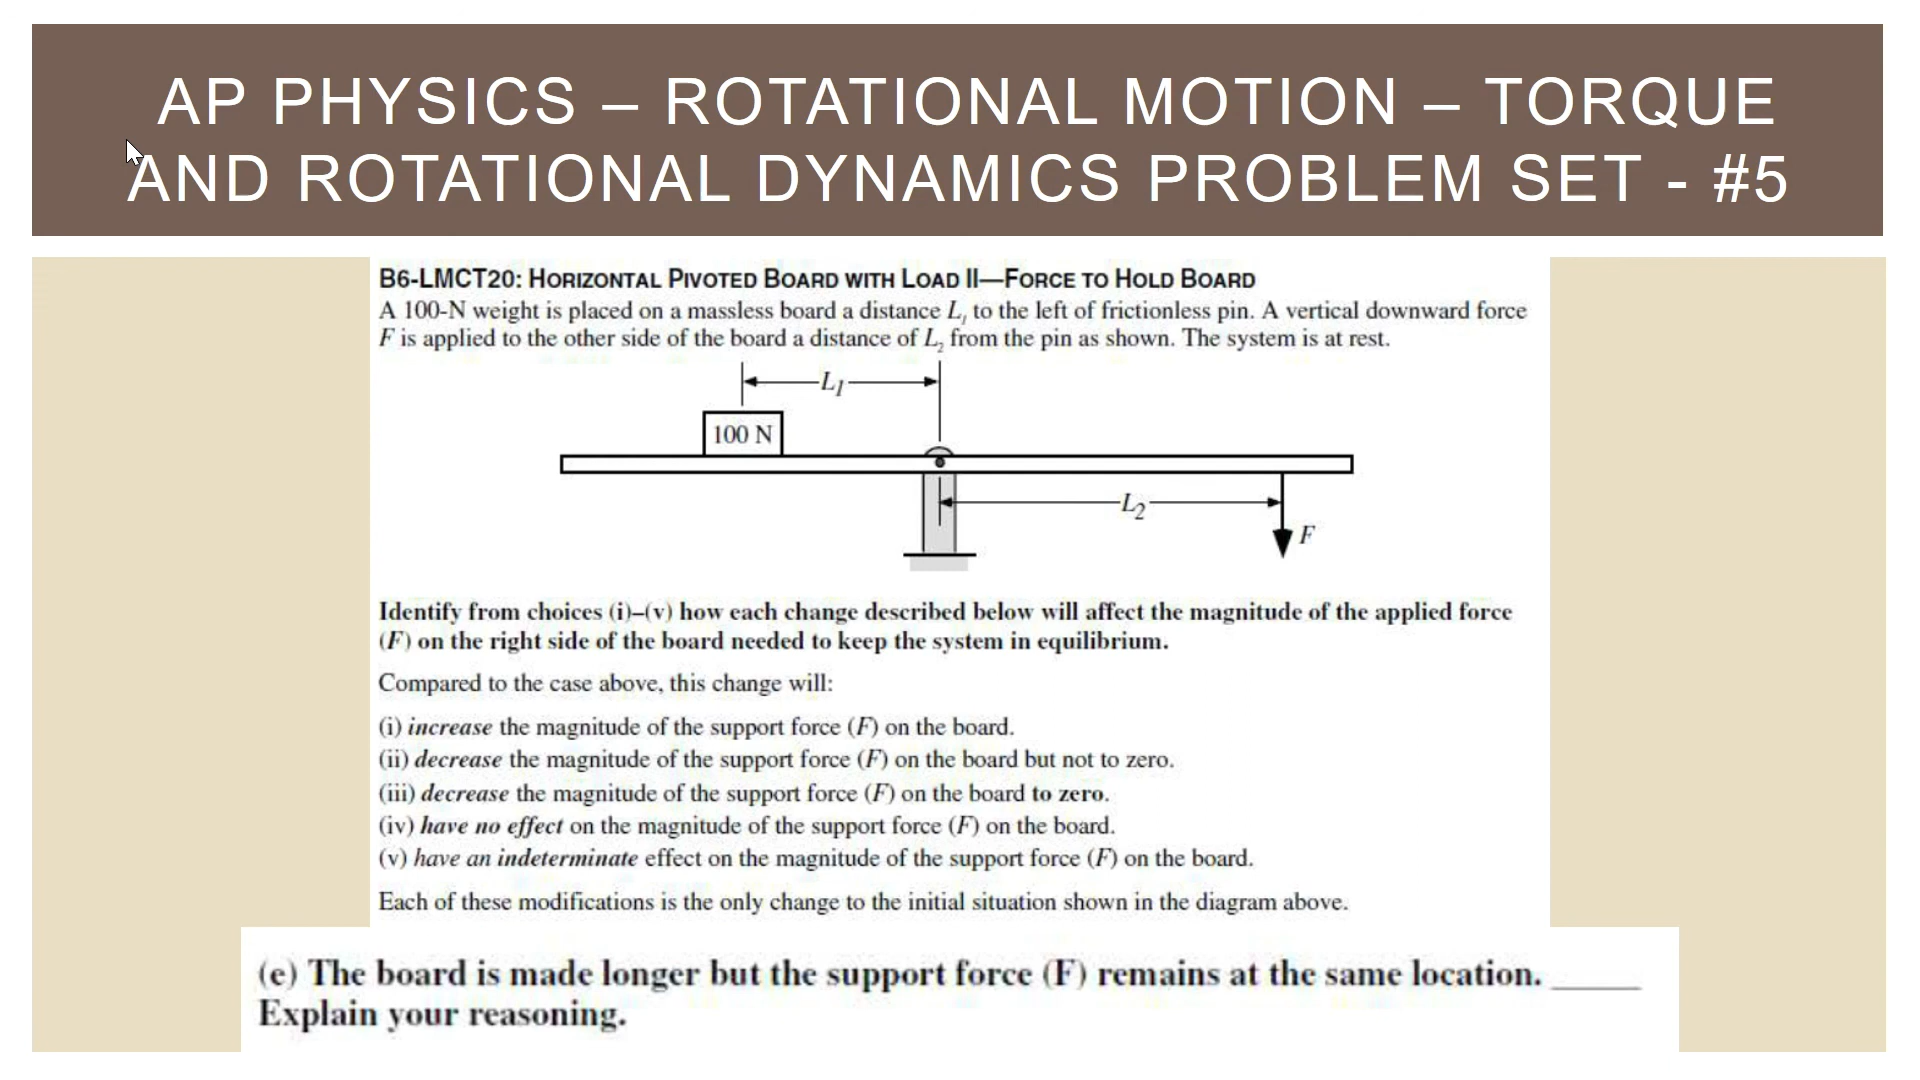 AP PHYSICS – ROTATIONAL MOTION – TORQUE
AND ROTATIONAL DYNAMICS PROBLEM SET - #5
B6-LMCT20: HORIZONTAL PIVOTED BOARD WITH LOAD II—FORCE TO HOLD BOARD
A 100-N weight is placed on a massless board a distance L₁ to the left of frictionless pin. A vertical downward force
F is applied to the other side of the board a distance of L₂ from the pin as shown. The system is at rest.
L₁
100 N
L₂
F
Identify from choices (i)–(v) how each change described below will affect the magnitude of the applied force
(F) on the right side of the board needed to keep the system in equilibrium.
Compared to the case above, this change will:
(i) increase the magnitude of the support force (F) on the board.
(ii) decrease the magnitude of the support force (F) on the board but not to zero.
(iii) decrease the magnitude of the support force (F) on the board to zero.
(iv) have no effect on the magnitude of the support force (F) on the board.
(v) have an indeterminate effect on the magnitude of the support force (F) on the board.
Each of these modifications is the only change to the initial situation shown in the diagram above.
(e) The board is made longer but the support force (F) remains at the same location. _____
Explain your reasoning.